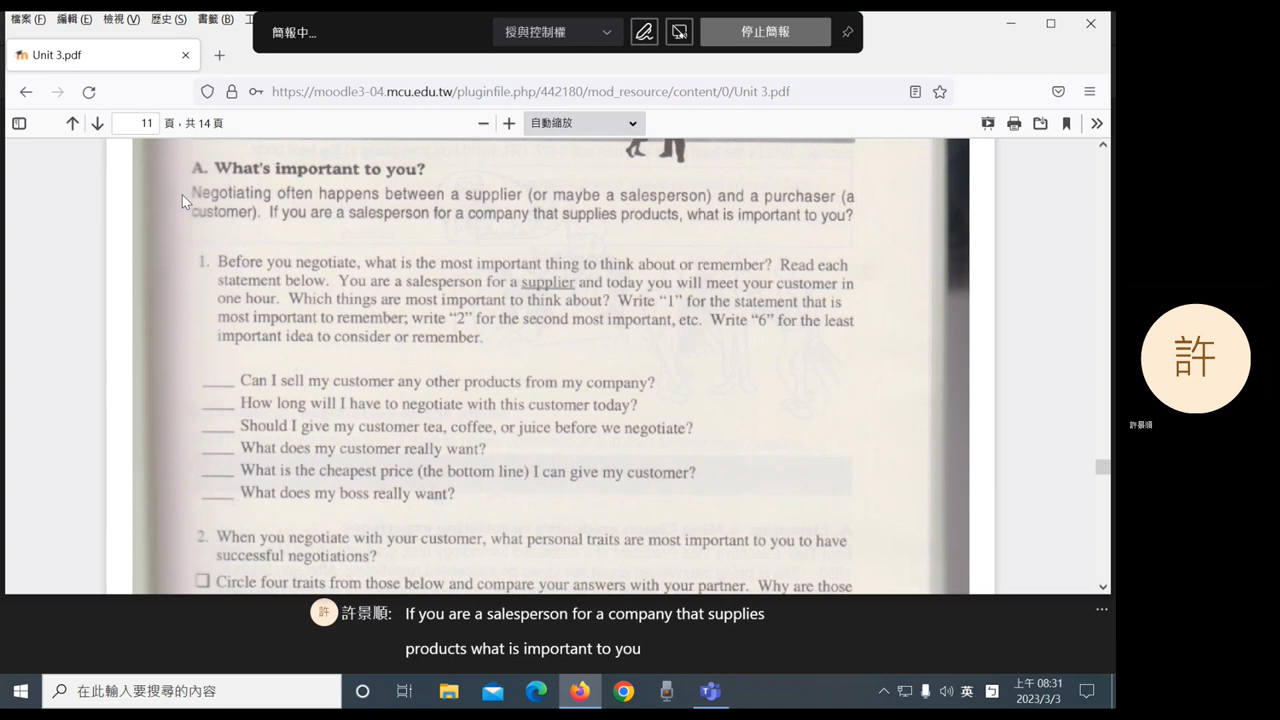 檔案(F) 編輯(E) 檢視(V) 歷史(S) 書籤(B)
簡報中... 授與控制權 停止簡報
Unit 3.pdf
https://moodle3-04.mcu.edu.tw/pluginfile.php/442180/mod_resource/content/0/Unit 3.pdf
11 頁，共 14 頁 自動縮放
A. What's important to you?
Negotiating often happens between a supplier (or maybe a salesperson) and a purchaser (a
customer). If you are a salesperson for a company that supplies products, what is important to you?
1. Before you negotiate, what is the most important thing to think about or remember? Read each
statement below. You are a salesperson for a supplier and today you will meet your customer in
one hour. Which things are most important to think about? Write “1” for the statement that is
most important to remember; write “2” for the second most important, etc. Write “6” for the least
important idea to consider or remember.
____ Can I sell my customer any other products from my company?
____ How long will I have to negotiate with this customer today?
____ Should I give my customer tea, coffee, or juice before we negotiate?
____ What does my customer really want?
____ What is the cheapest price (the bottom line) I can give my customer?
____ What does my boss really want?
2. When you negotiate with your customer, what personal traits are most important to you to have
successful negotiations?
❑ Circle four traits from those below and compare your answers with your partner. Why are those
許
許景順
許 許景順: If you are a salesperson for a company that supplies
products what is important to you
在此輸入要搜尋的內容
英
上午 08:31
2023/3/3